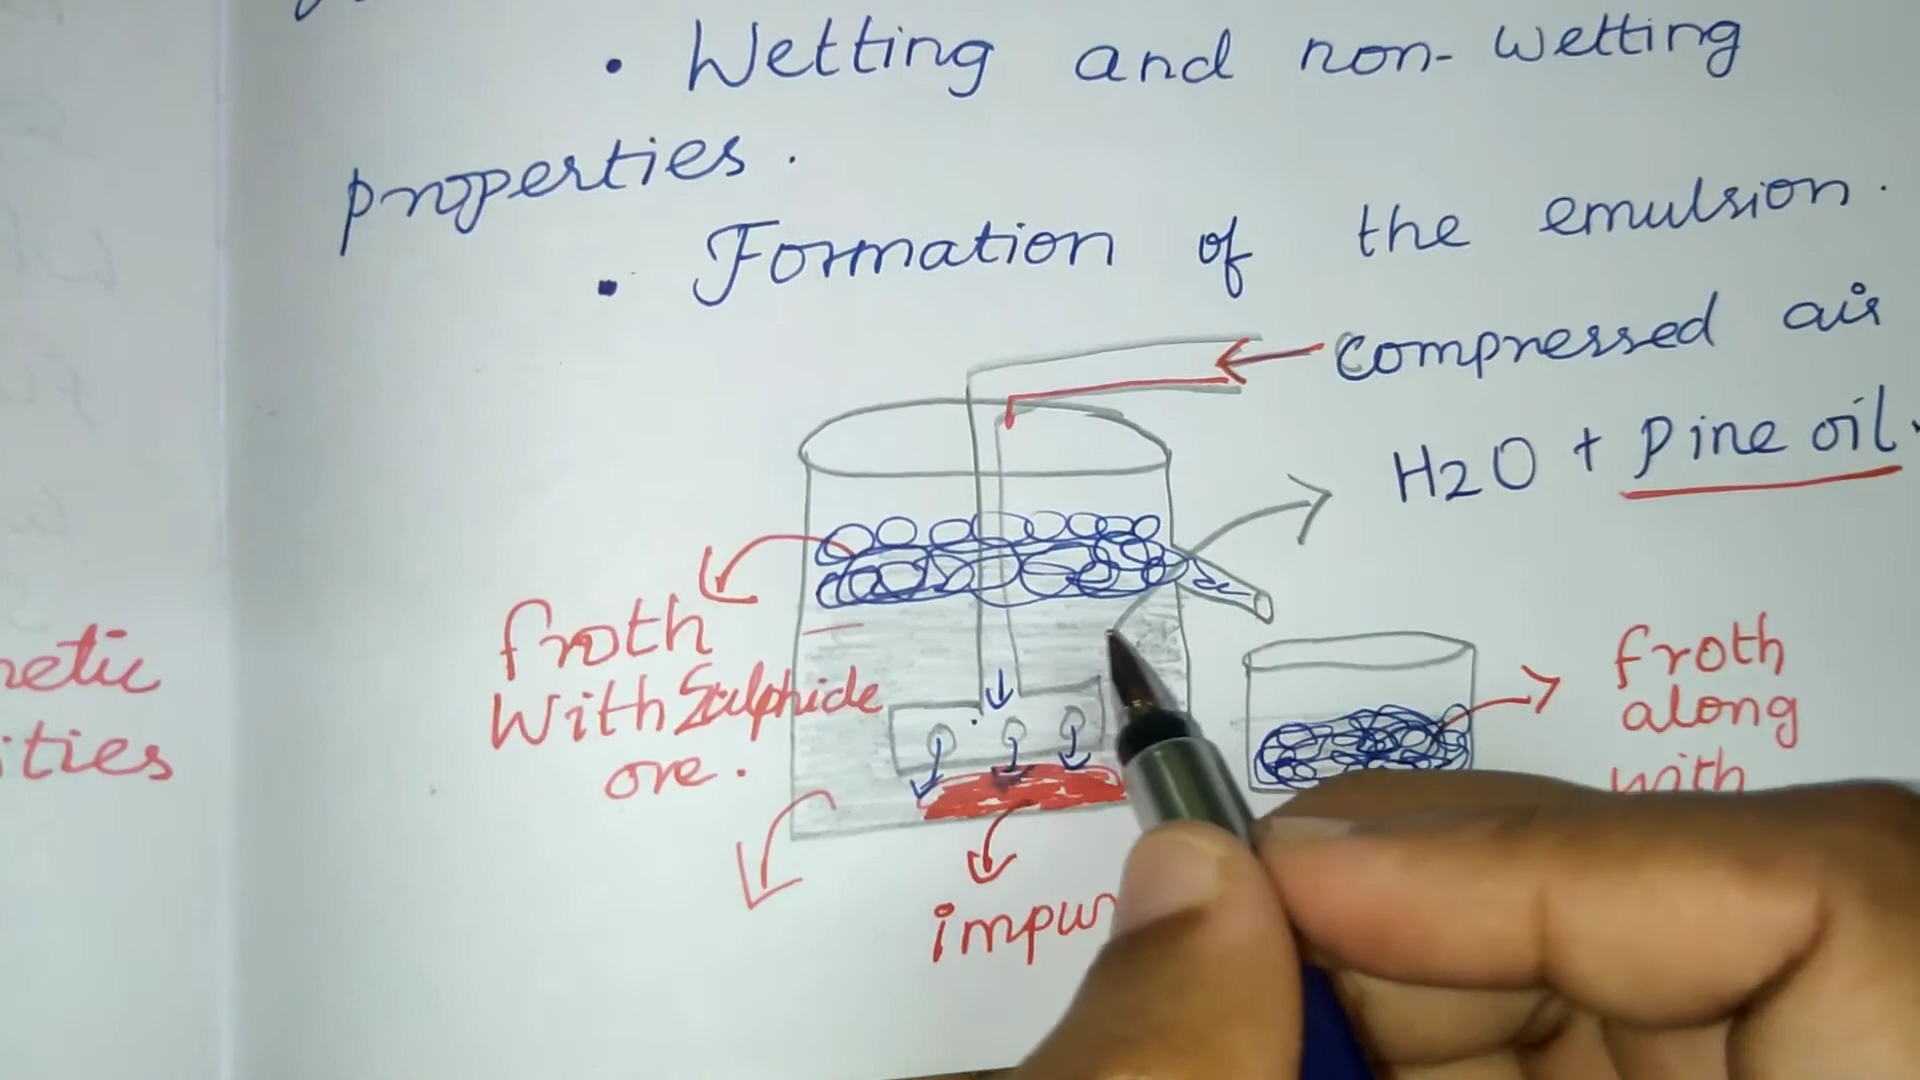 • Wetting and non-wetting
properties.
• Formation of the emulsion.
compressed air
H2O + pine oil.
froth
with Sulphide
ore.
froth
along
with
netic
ities